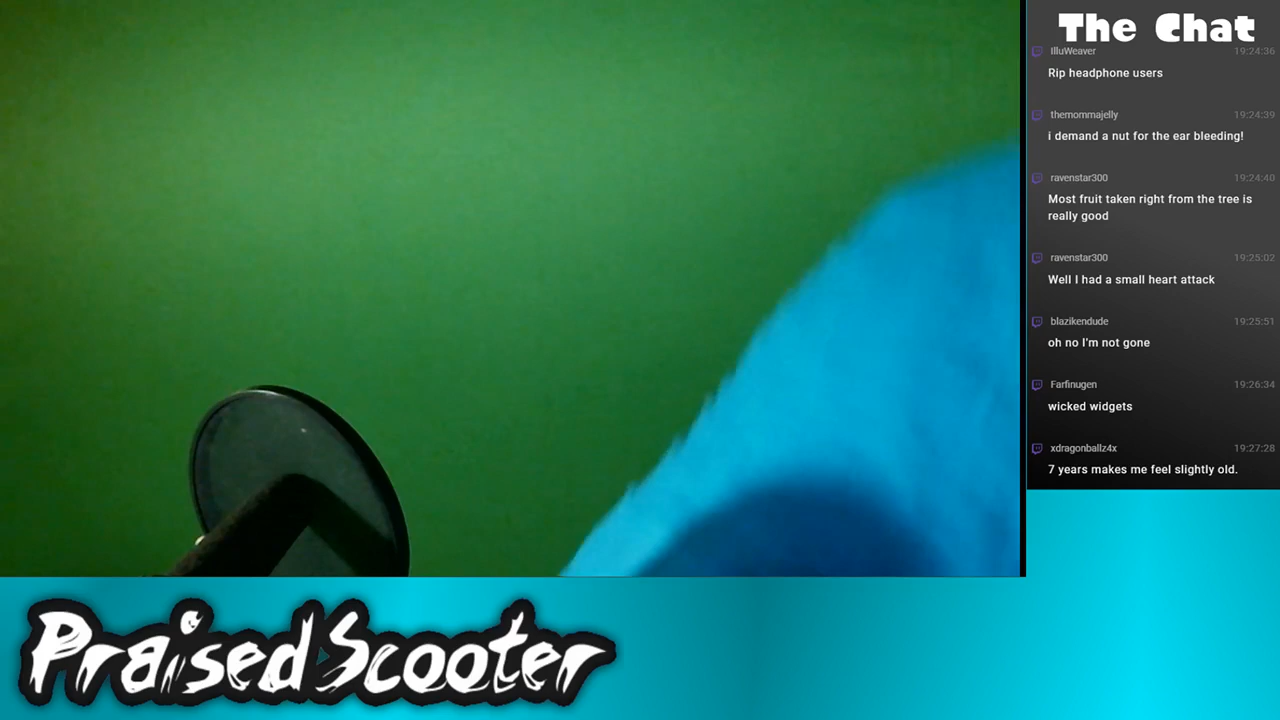 The Chat
IlluWeaver 19:24:36
Rip headphone users
themommajelly 19:24:39
i demand a nut for the ear bleeding!
ravenstar300 19:24:40
Most fruit taken right from the tree is
really good
ravenstar300 19:25:02
Well I had a small heart attack
blazikendude 19:25:51
oh no I'm not gone
Farfinugen 19:26:34
wicked widgets
xdragonballz4x 19:27:28
7 years makes me feel slightly old.
PraisedScooter